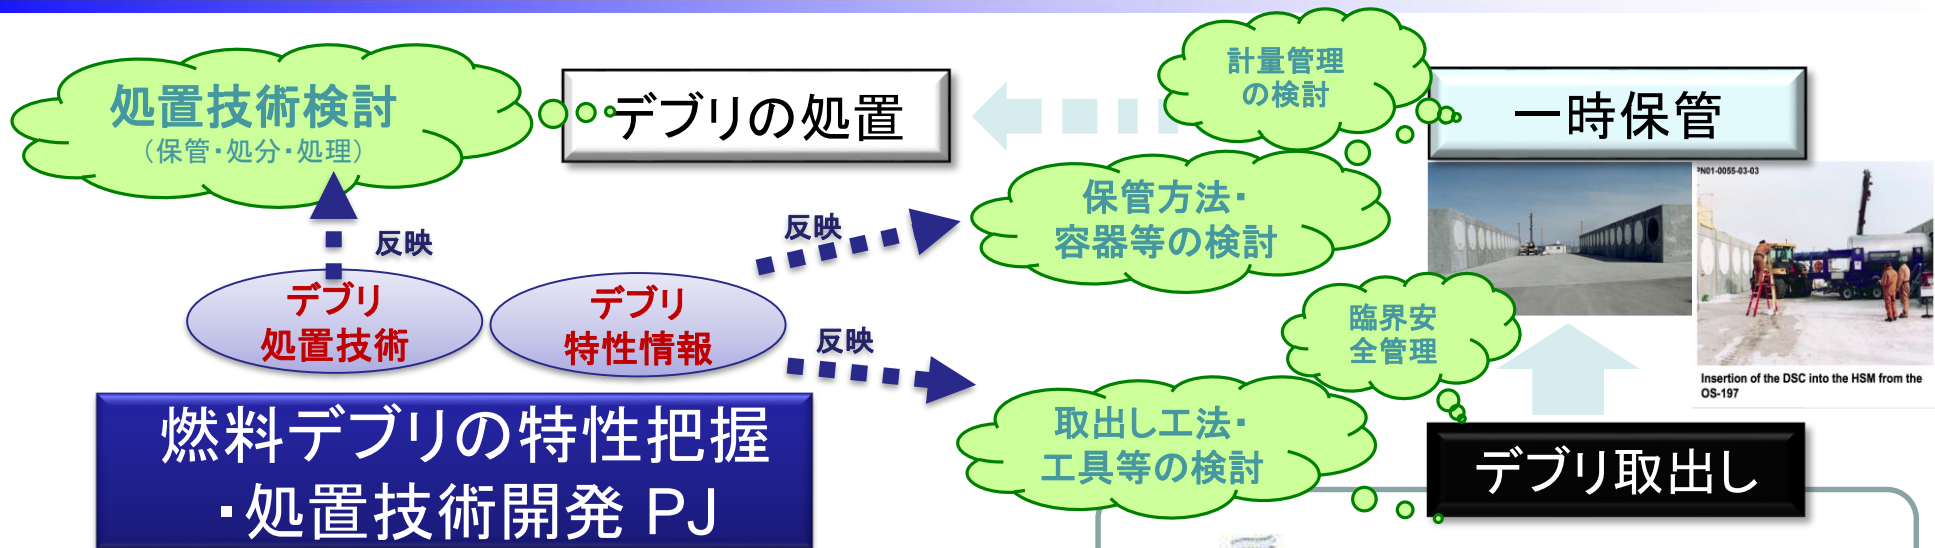 処置技術検討
（保管・処分・処理）
デブリの処置
計量管理
の検討
一時保管
PN01-0055-03-03
保管方法・
容器等の検討
反映
反映
デブリ
処置技術
デブリ
特性情報
反映
臨界安
全管理
Insertion of the DSC into the HSM from the
OS-197
燃料デブリの特性把握
・処置技術開発 PJ
取出し工法・
工具等の検討
デブリ取出し